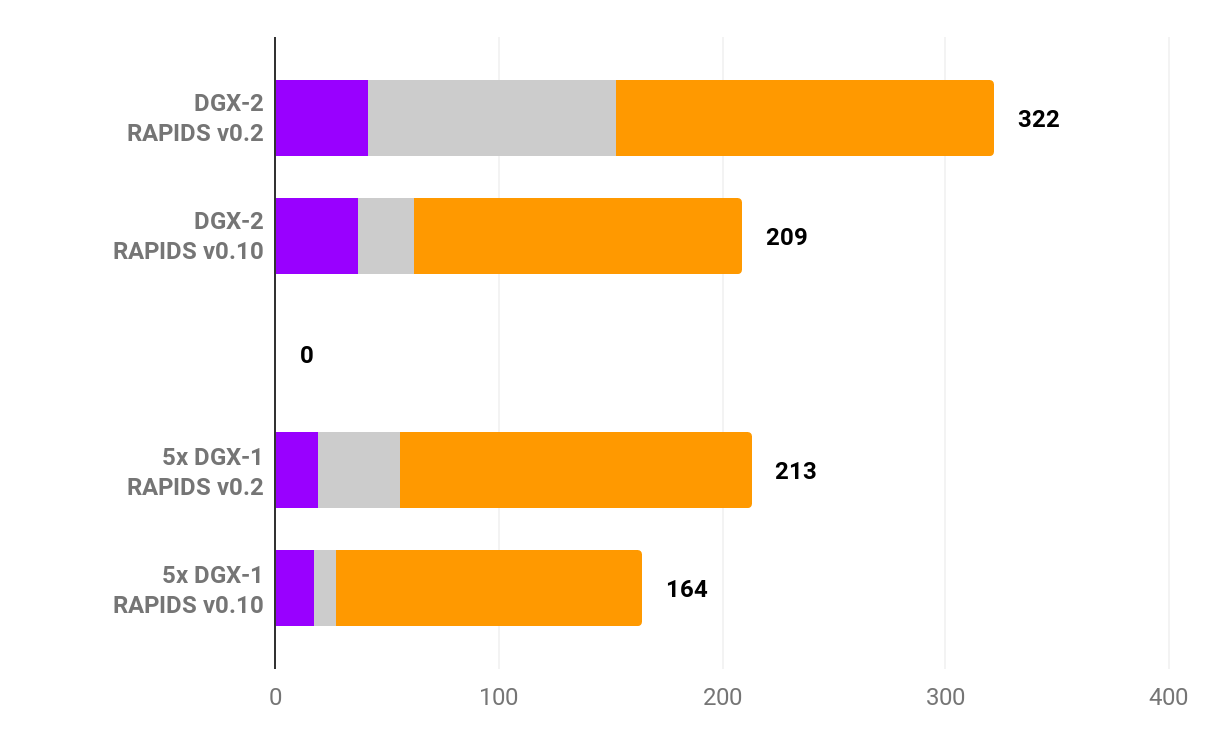 DGX-2
RAPIDS v0.2
322
DGX-2
RAPIDS v0.10
209
0
5x DGX-1
RAPIDS v0.2
213
5x DGX-1
RAPIDS v0.10
164
0 100 200 300 400